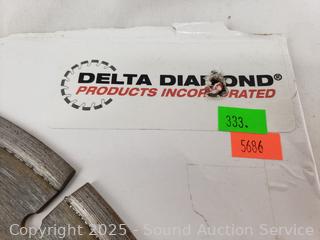 DELTA DIAMOND®
PRODUCTS INCORPORATED
333.
5686
Copyright 2025 - Sound Auction Service